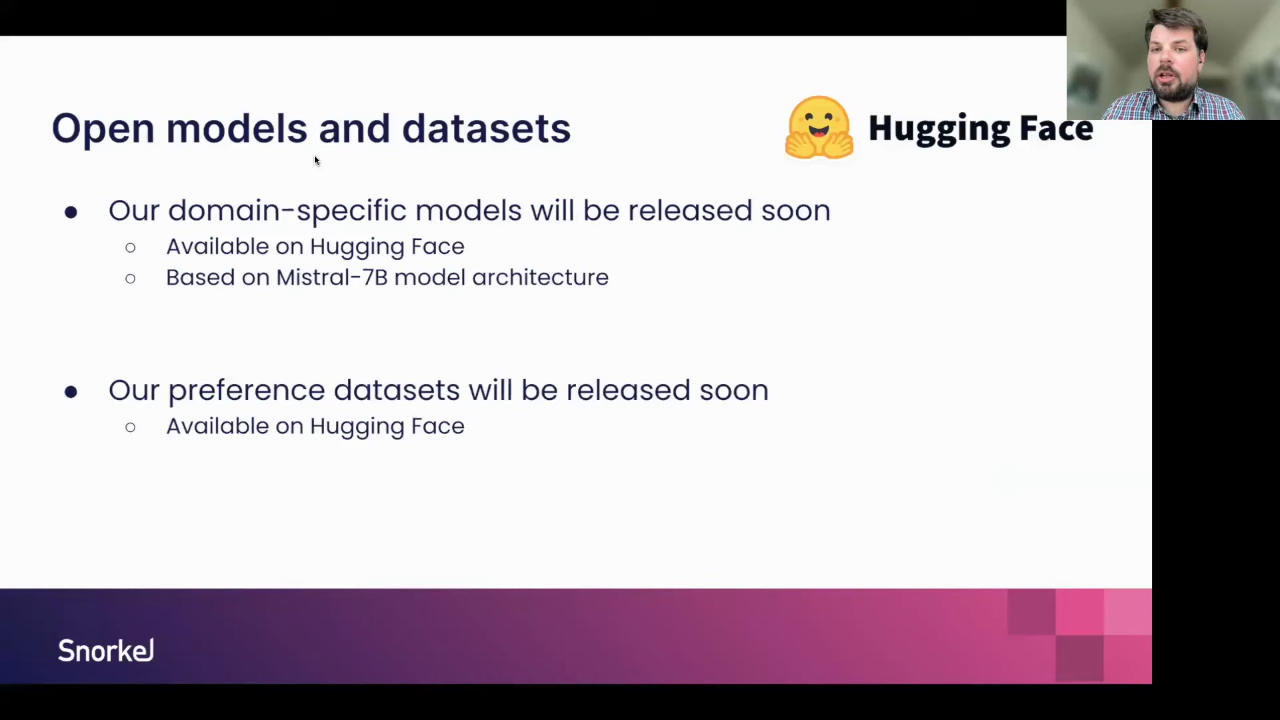 Open models and datasets
Hugging Face
● Our domain-specific models will be released soon
○ Available on Hugging Face
○ Based on Mistral-7B model architecture
● Our preference datasets will be released soon
○ Available on Hugging Face
Snorkel